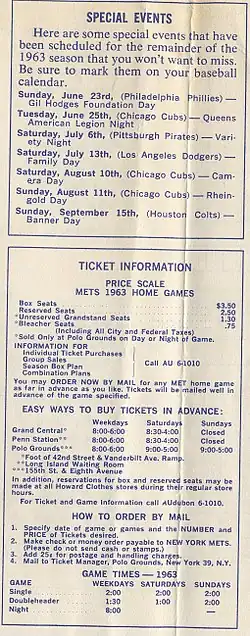 SPECIAL EVENTS
Here are some special events that have
been scheduled for the remainder of the
1963 season that you won't want to miss.
Be sure to mark them on your baseball
calendar.
Sunday, June 23rd, (Philadelphia Phillies) —
Gil Hodges Foundation Day
Tuesday, June 25th, (Chicago Cubs) — Queens
American Legion Night
Saturday, July 6th, (Pittsburgh Pirates) — Vari-
ety Night
Saturday, July 13th, (Los Angeles Dodgers) —
Family Day
Saturday, August 10th, (Chicago Cubs) — Cam-
era Day
Sunday, August 11th, (Chicago Cubs) — Rhein-
gold Day
Sunday, September 15th, (Houston Colts) —
Banner Day
TICKET INFORMATION
PRICE SCALE
METS 1963 HOME GAMES
Box Seats $3.50
Reserved Seats 2.50
*Unreserved Grandstand Seats 1.30
*Bleacher Seats .75
(Including All City and Federal Taxes)
*Sold Only at Polo Grounds on Day or Night of Game.
INFORMATION FOR
Individual Ticket Purchases
Group Sales
Season Box Plan
Combination Plans
Call AU 6-1010
You may ORDER NOW BY MAIL for any MET home game
as far in advance as you like. Tickets will be mailed well in
advance of the game specified.
EASY WAYS TO BUY TICKETS IN ADVANCE:
Weekdays Saturdays Sundays
Grand Central* 8:00-6:00 8:30-4:00 Closed
Penn Station** 8:00-6:00 8:30-4:00 Closed
Polo Grounds*** 9:00-6:00 9:00-5:00 9:00-5:00
*Foot of 42nd Street & Vanderbilt Ave. Ramp.
**Long Island Waiting Room
***155th St. & Eighth Avenue
In addition, reservations for box and reserved seats may be
made at all Howard Clothes stores during their regular store
hours.
For Ticket and Game Information call AUdubon 6-1010.
HOW TO ORDER BY MAIL
1. Specify date of game or games and the NUMBER and
PRICE of Tickets desired.
2. Make check or money order payable to NEW YORK METS.
(Please do not send cash or stamps.)
3. Add 25¢ for postage and handling charges.
4. Mail to Ticket Manager, Polo Grounds, New York 39, N.Y.
GAME TIMES — 1963
GAME WEEKDAYS SATURDAYS SUNDAYS
Single 2:00 2:00 2:00
Doubleheader 1:30 1:00 2:00
Night 8:00 —